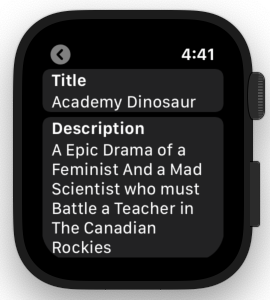 4:41
Title
Academy Dinosaur
Description
A Epic Drama of a
Feminist And a Mad
Scientist who must
Battle a Teacher in
The Canadian
Rockies